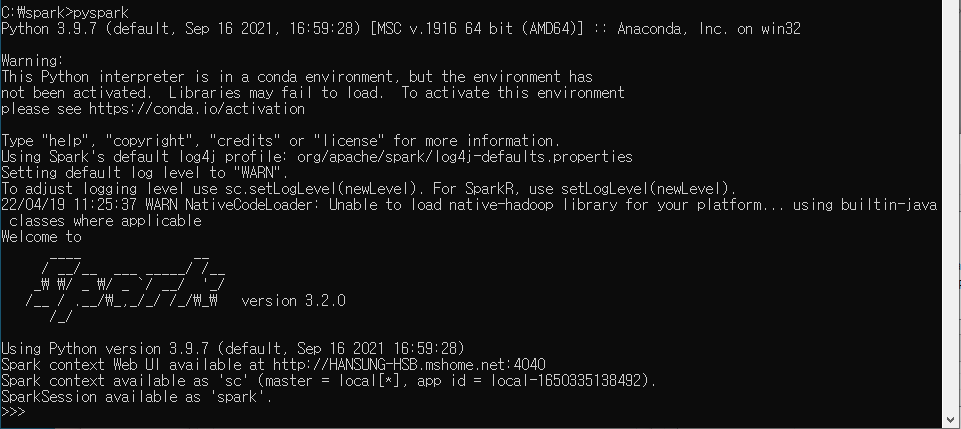 C:₩spark>pyspark
Python 3.9.7 (default, Sep 16 2021, 16:59:28) [MSC v.1916 64 bit (AMD64)] :: Anaconda, Inc. on win32
Warning:
This Python interpreter is in a conda environment, but the environment has
not been activated.  Libraries may fail to load.  To activate this environment
please see https://conda.io/activation
Type "help", "copyright", "credits" or "license" for more information.
Using Spark's default log4j profile: org/apache/spark/log4j-defaults.properties
Setting default log level to "WARN".
To adjust logging level use sc.setLogLevel(newLevel). For SparkR, use setLogLevel(newLevel).
22/04/19 11:25:37 WARN NativeCodeLoader: Unable to load native-hadoop library for your platform... using builtin-java
 classes where applicable
Welcome to
      ____              __
     / __/__  ___ _____/ /__
    _₩ ₩/ _ ₩/ _ `/ __/  '_/
   /__ / .__/₩_,_/_/ /_/₩_₩   version 3.2.0
      /_/
Using Python version 3.9.7 (default, Sep 16 2021 16:59:28)
Spark context Web UI available at http://HANSUNG-HSB.mshome.net:4040
Spark context available as 'sc' (master = local[*], app id = local-1650335138492).
SparkSession available as 'spark'.
>>>